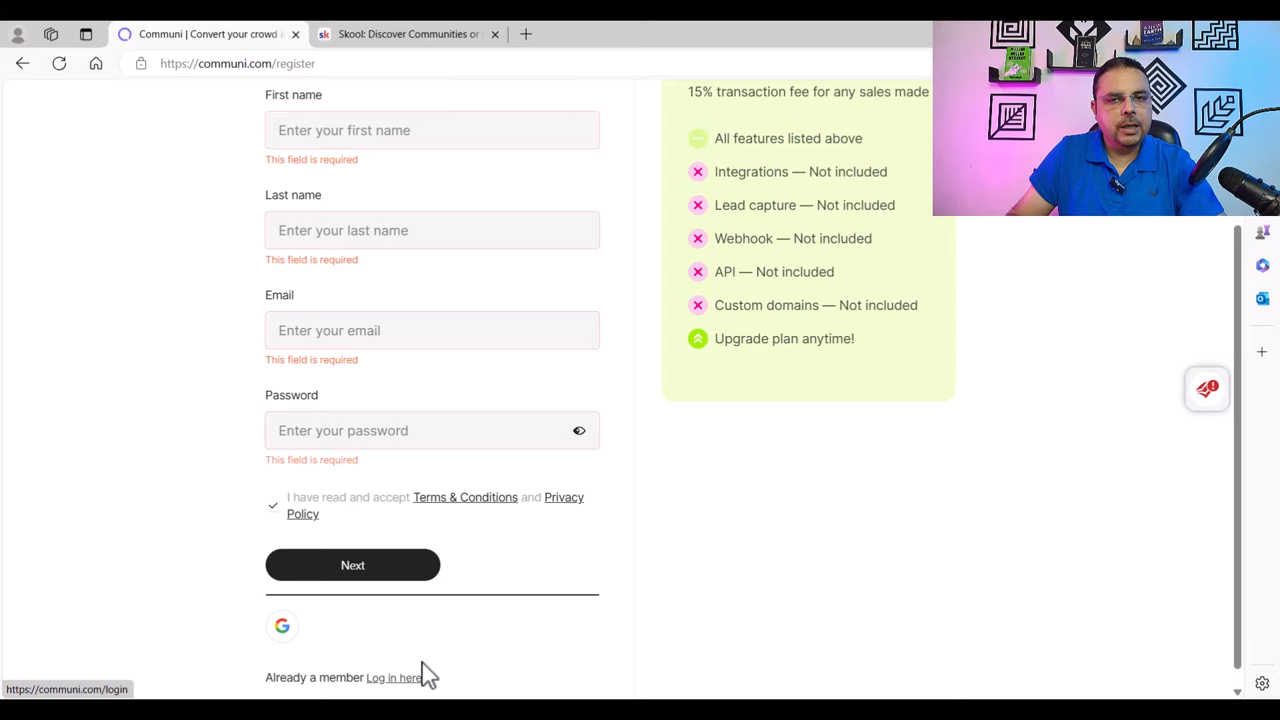 Communi | Convert your crowd i
Skool: Discover Communities or
https://communi.com/register
First name
Enter your first name
This field is required
Last name
Enter your last name
This field is required
Email
Enter your email
This field is required
Password
Enter your password
This field is required
I have read and accept Terms & Conditions and Privacy
Policy
Next
Already a member Log in here
https://communi.com/login
15% transaction fee for any sales made
All features listed above
Integrations — Not included
Lead capture — Not included
Webhook — Not included
API — Not included
Custom domains — Not included
Upgrade plan anytime!